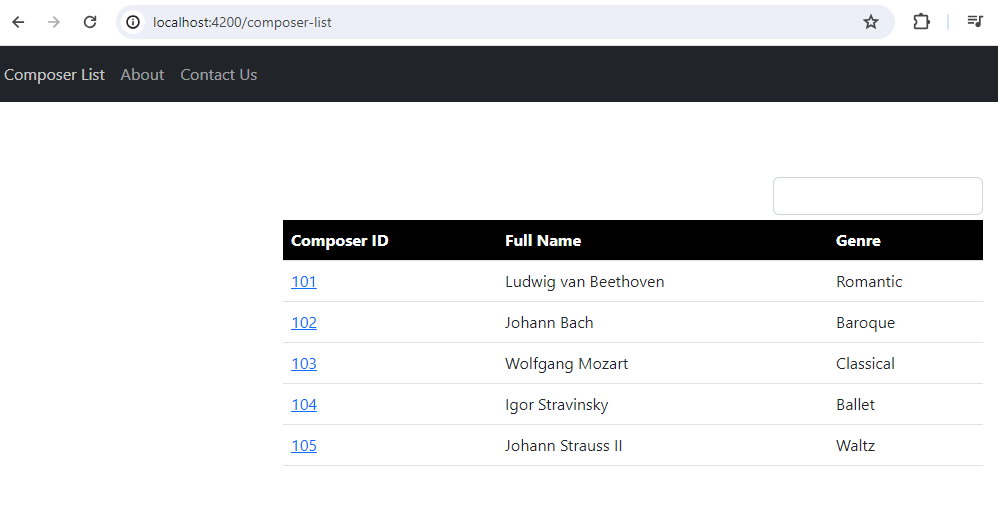 localhost:4200/composer-list
Composer List About Contact Us
Composer ID Full Name Genre
101 Ludwig van Beethoven Romantic
102 Johann Bach Baroque
103 Wolfgang Mozart Classical
104 Igor Stravinsky Ballet
105 Johann Strauss II Waltz